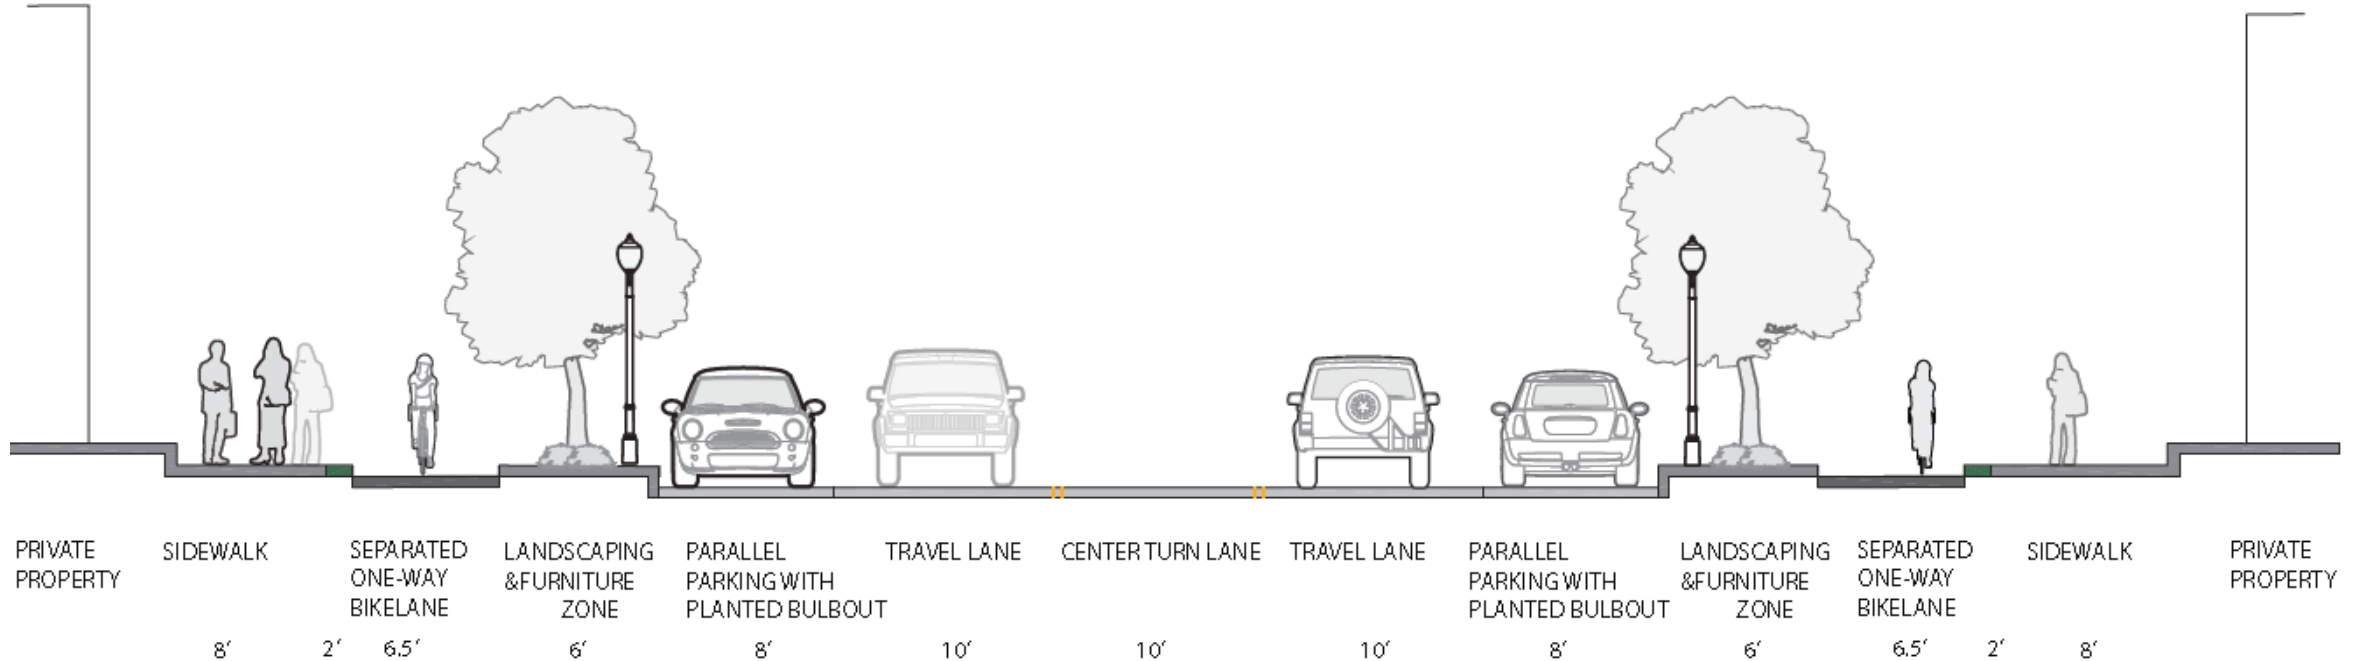 PRIVATE
PROPERTY
SIDEWALK
SEPARATED
ONE-WAY
BIKELANE
LANDSCAPING
&FURNITURE
ZONE
PARALLEL
PARKING WITH
PLANTED BULBOUT
TRAVEL LANE
CENTER TURN LANE
TRAVEL LANE
PARALLEL
PARKING WITH
PLANTED BULBOUT
LANDSCAPING
&FURNITURE
ZONE
SEPARATED
ONE-WAY
BIKELANE
SIDEWALK
PRIVATE
PROPERTY
8' 2' 6.5' 6' 8' 10' 10' 10' 8' 6' 6.5' 2' 8'